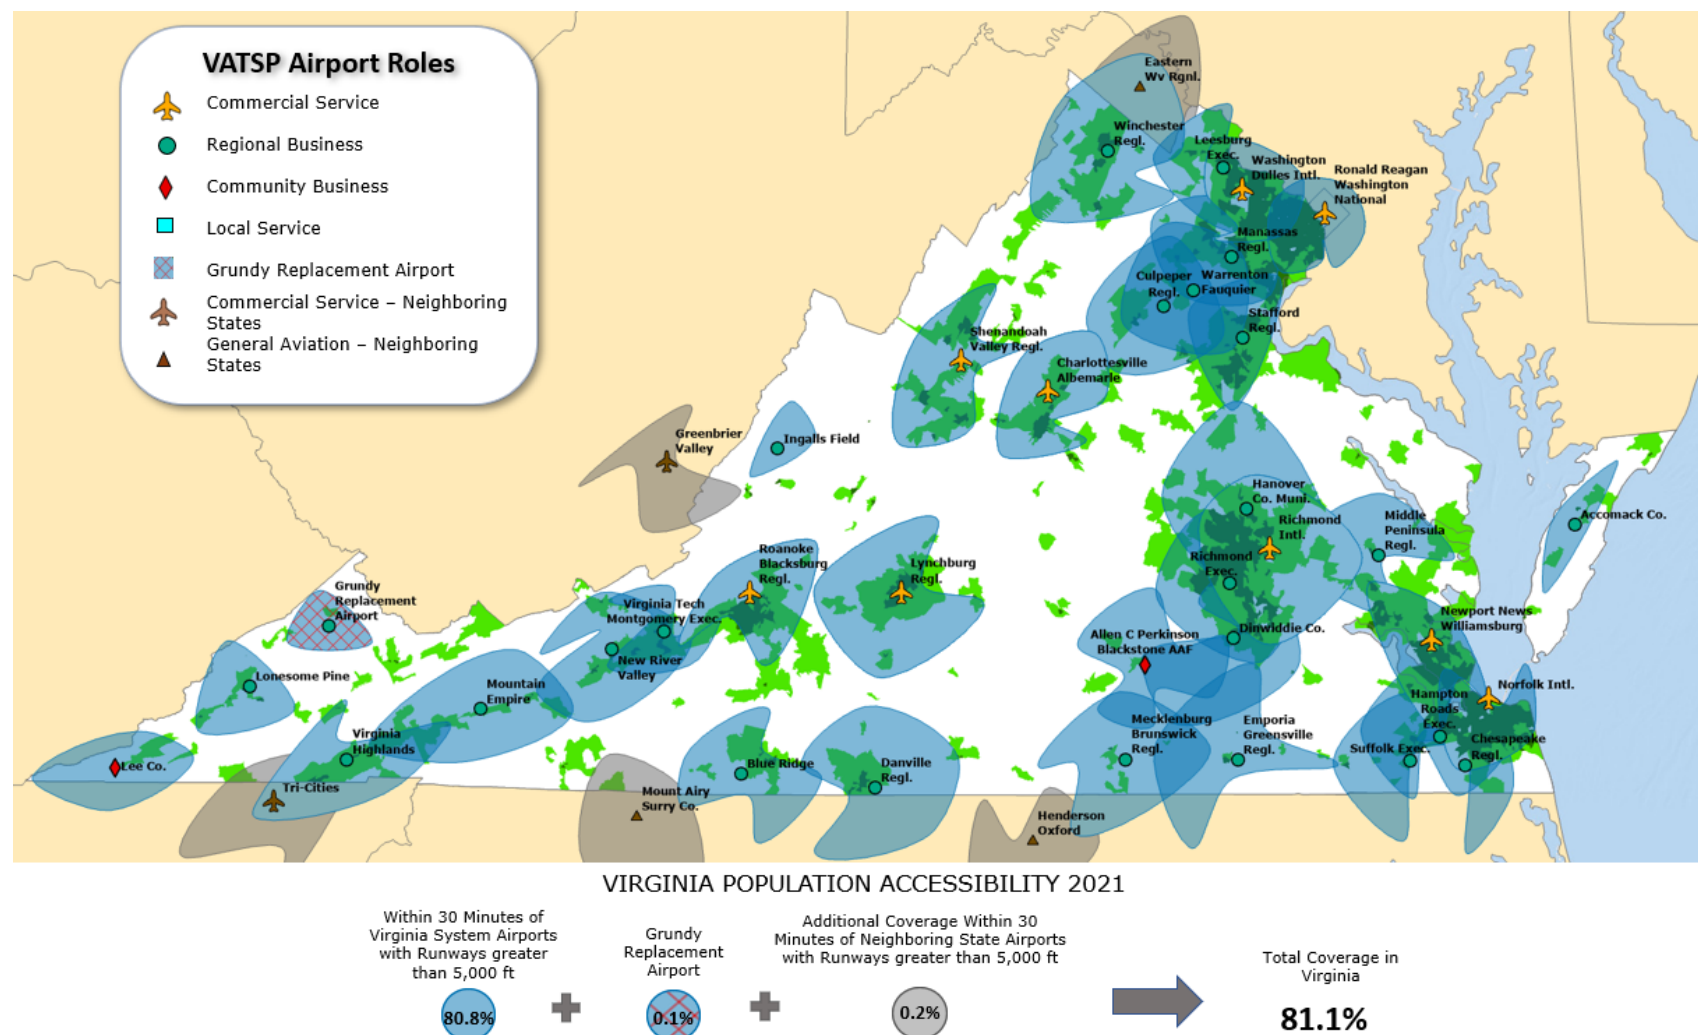 VATSP Airport Roles
Commercial Service
Regional Business
Community Business
Local Service
Grundy Replacement Airport
Commercial Service – Neighboring
States
General Aviation – Neighboring
States
Eastern
Wv Rgnl.
Winchester
Regl.
Leesburg
Exec.
Washington
Dulles Intl.
Ronald Reagan
Washington
National
Manassas
Regl.
Culpeper
Regl.
Warrenton
Fauquier
Stafford
Regl.
Shenandoah
Valley Regl.
Charlottesville
Albemarle
Greenbrier
Valley
Ingalls Field
Hanover
Co. Muni.
Richmond
Intl.
Richmond
Exec.
Middle
Peninsula
Regl.
Accomack Co.
Roanoke
Blacksburg
Regl.
Lynchburg
Regl.
Grundy
Replacement
Airport
Virginia Tech
Montgomery Exec.
New River
Valley
Allen C Perkinson
Blackstone AAF
Dinwiddie Co.
Newport News
Williamsburg
Lonesome Pine
Mountain
Empire
Norfolk Intl.
Hampton
Roads
Exec.
Mecklenburg
Brunswick
Regl.
Emporia
Greensville
Regl.
Suffolk Exec.
Chesapeake
Regl.
Virginia
Highlands
Lee Co.
Blue Ridge
Danville
Regl.
Tri-Cities
Mount Airy
Surry Co.
Henderson
Oxford
VIRGINIA POPULATION ACCESSIBILITY 2021
Within 30 Minutes of
Virginia System Airports
with Runways greater
than 5,000 ft
80.8%
Grundy
Replacement
Airport
0.1%
Additional Coverage Within 30
Minutes of Neighboring State Airports
with Runways greater than 5,000 ft
0.2%
Total Coverage in
Virginia
81.1%